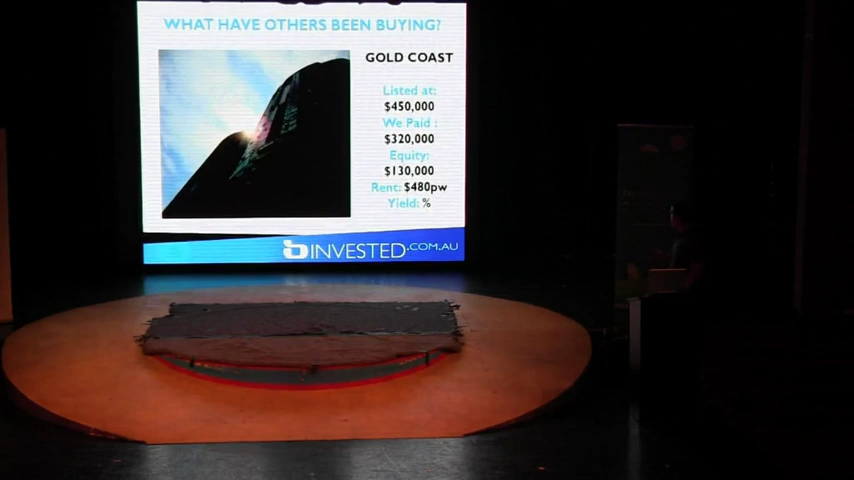 WHAT HAVE OTHERS BEEN BUYING?
GOLD COAST
Listed at:
$450,000
We Paid :
$320,000
Equity:
$130,000
Rent: $480pw
Yield: %
INVESTED.COM.AU